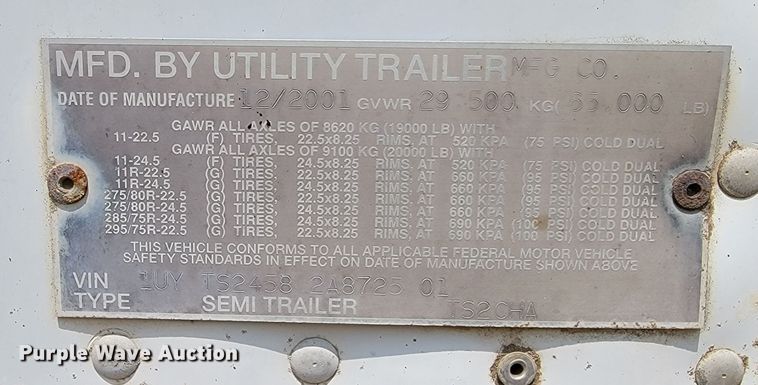 MFD. BY UTILITY TRAILER MFG CO.
DATE OF MANUFACTURE 12/2001 GVWR 29 500 KG( 65 000 LB)
GAWR ALL AXLES OF 8620 KG (19000 LB) WITH
11-22.5 (F) TIRES, 22.5x8.25 RIMS, AT 520 KPA (75 PSI) COLD DUAL
GAWR ALL AXLES OF 9100 KG (20000 LB) WITH
11-24.5 (F) TIRES, 24.5x8.25 RIMS, AT 520 KPA (75 PSI) COLD DUAL
11R-22.5 (G) TIRES, 22.5x8.25 RIMS, AT 660 KPA (95 PSI) COLD DUAL
11R-24.5 (G) TIRES, 24.5x8.25 RIMS, AT 660 KPA (95 PSI) COLD DUAL
275/80R-22.5 (G) TIRES, 22.5x8.25 RIMS, AT 660 KPA (95 PSI) COLD DUAL
275/80R-24.5 (G) TIRES, 24.5x8.25 RIMS, AT 660 KPA (95 PSI) COLD DUAL
285/75R-24.5 (G) TIRES, 24.5x8.25 RIMS, AT 690 KPA (100 PSI) COLD DUAL
295/75R-22.5 (G) TIRES, 22.5x8.25 RIMS, AT 690 KPA (100 PSI) COLD DUAL
THIS VEHICLE CONFORMS TO ALL APPLICABLE FEDERAL MOTOR VEHICLE
SAFETY STANDARDS IN EFFECT ON DATE OF MANUFACTURE SHOWN ABOVE
VIN 1UY TS2458 2A8725 01
TYPE SEMI TRAILER TS2CHA
Purple Wave Auction